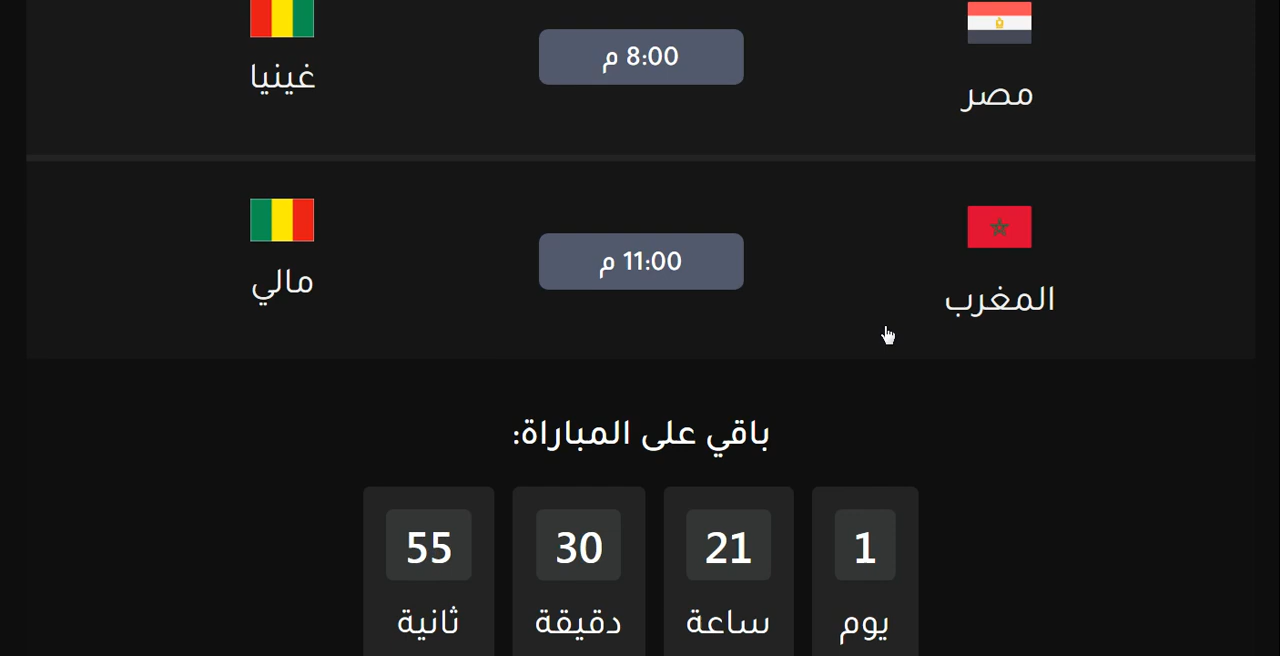 مصر
8:00 م
غينيا
المغرب
11:00 م
مالي
باقي على المباراة:
1
يوم
21
ساعة
30
دقيقة
55
ثانية